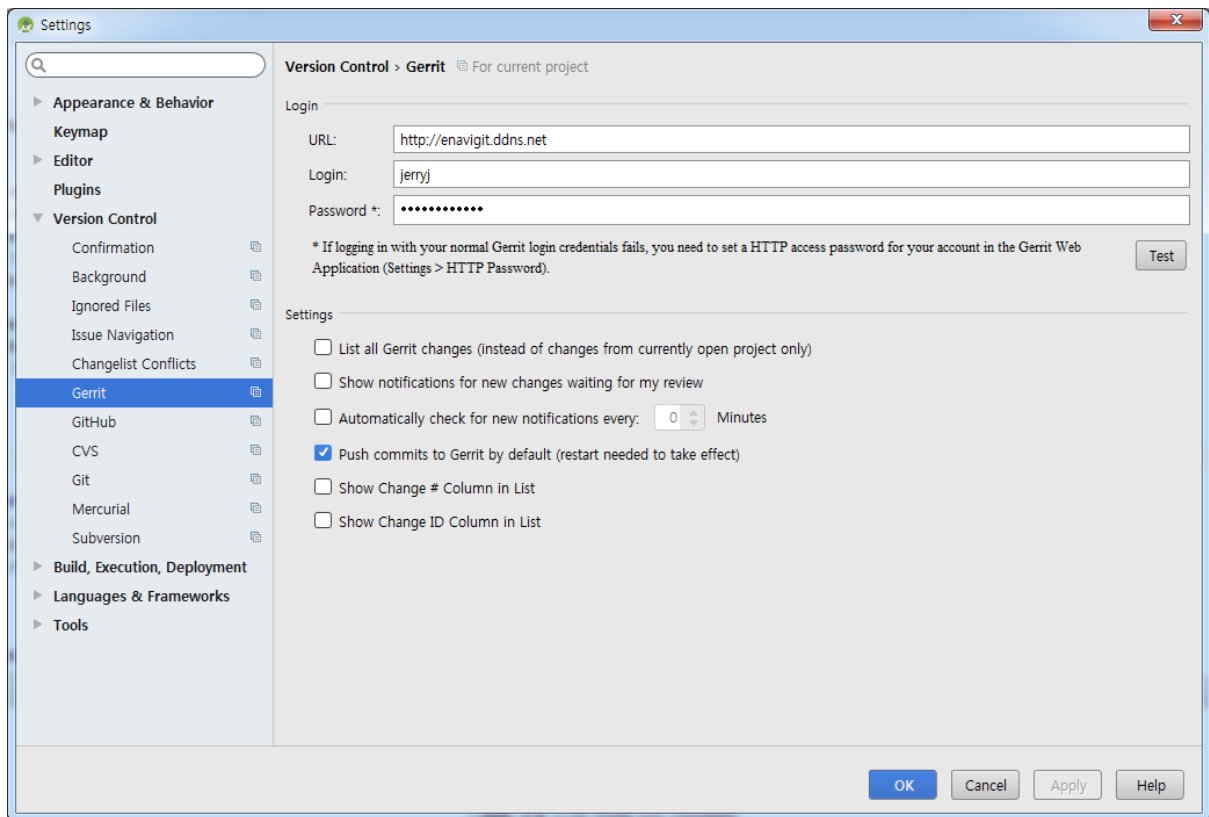 Settings
Appearance & Behavior
Keymap
Editor
Plugins
Version Control
Confirmation
Background
Ignored Files
Issue Navigation
Changelist Conflicts
Gerrit
GitHub
CVS
Git
Mercurial
Subversion
Build, Execution, Deployment
Languages & Frameworks
Tools
Version Control › Gerrit For current project
Login
URL: http://enavigit.ddns.net
Login: jerryj
Password *: ••••••••••••
* If logging in with your normal Gerrit login credentials fails, you need to set a HTTP access password for your account in the Gerrit Web
Application (Settings > HTTP Password).
Test
Settings
List all Gerrit changes (instead of changes from currently open project only)
Show notifications for new changes waiting for my review
Automatically check for new notifications every: 0 Minutes
Push commits to Gerrit by default (restart needed to take effect)
Show Change # Column in List
Show Change ID Column in List
OK Cancel Apply Help